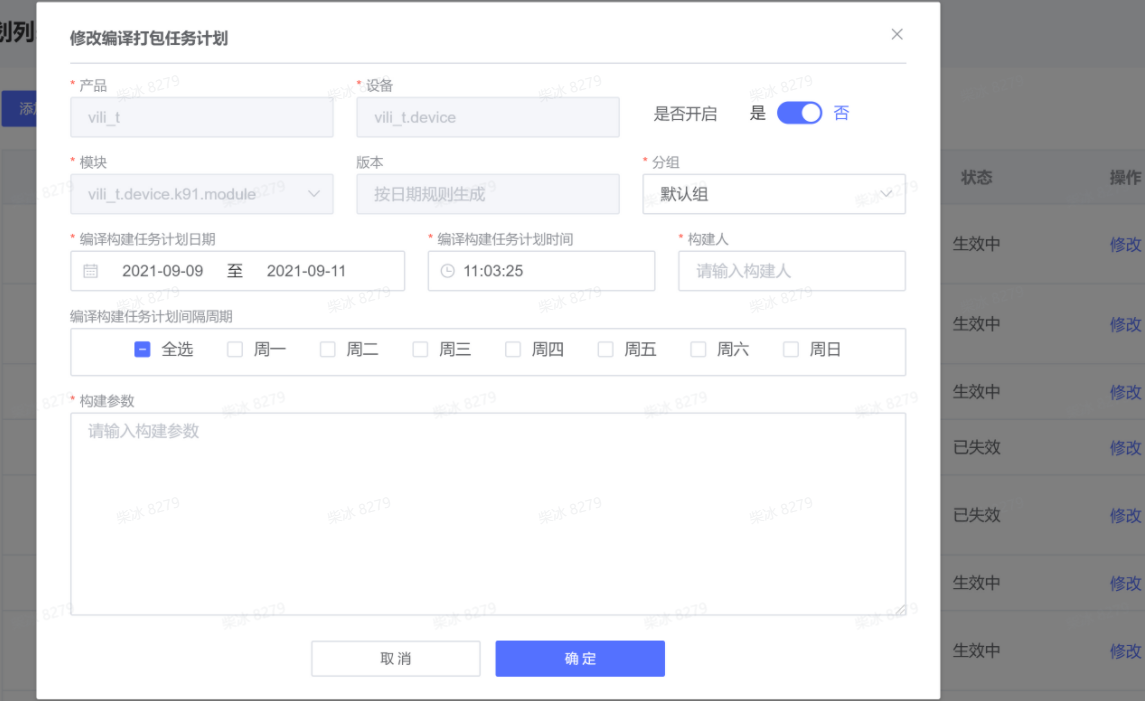 划列
修改编译打包任务计划
添加
* 产品
* 设备
vili_t
vili_t.device
是否开启 是 否
* 模块
版本
* 分组
vili_t.device.k91.module
按日期规则生成
默认组
状态 操作
* 编译构建任务计划日期
* 编译构建任务计划时间
* 构建人
2021-09-09 至 2021-09-11
11:03:25
请输入构建人
生效中 修改
编译构建任务计划间隔周期
全选 周一 周二 周三 周四 周五 周六 周日
生效中 修改
* 构建参数
请输入构建参数
生效中 修改
已失效 修改
已失效 修改
生效中 修改
生效中 修改
取消 确定
柴冰 8279